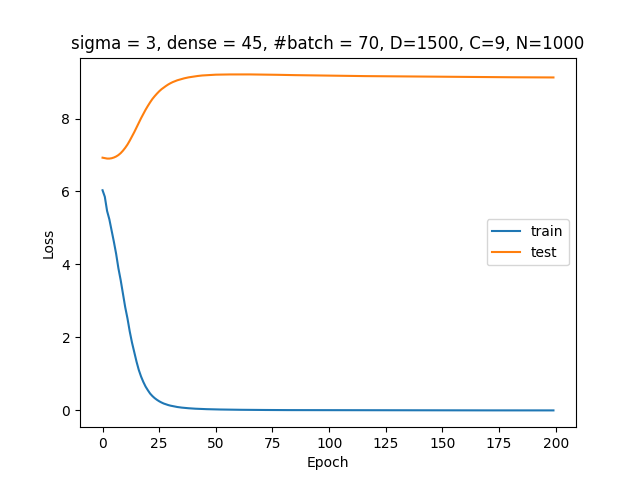 sigma = 3, dense = 45, #batch = 70, D=1500, C=9, N=1000
8
6
4
2
0
Loss
train
test
0
25
50
75
100
125
150
175
200
Epoch